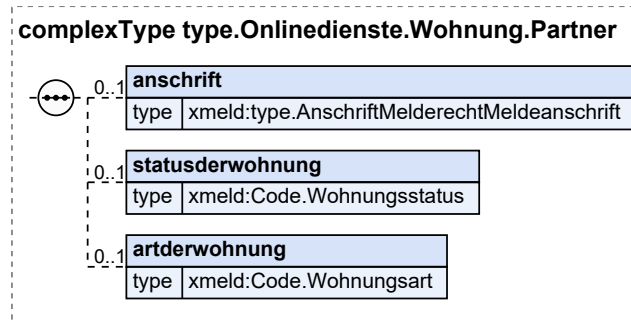 complexType type.Onlinedienste.Wohnung.Partner
0..1
anschrift
type xmeld:type.AnschriftMelderechtMeldeanschrift
0..1
statusderwohnung
type xmeld:Code.Wohnungsstatus
0..1
artderwohnung
type xmeld:Code.Wohnungsart